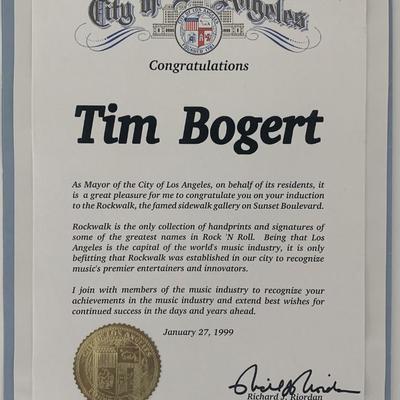 City of Los Angeles
Congratulations
Tim Bogert
As Mayor of the City of Los Angeles, on behalf of its residents, it
is a great pleasure for me to congratulate you on your induction
to the Rockwalk, the famed sidewalk gallery on Sunset Boulevard.
Rockwalk is the only collection of handprints and signatures of
some of the greatest names in Rock 'N Roll. Being that Los
Angeles is the capital of the world's music industry, it is only
befitting that Rockwalk was established in our city to recognize
music's premier entertainers and innovators.
I join with members of the music industry to recognize your
achievements in the music industry and extend best wishes for
continued success in the days and years ahead.
January 27, 1999
Richard J. Riordan